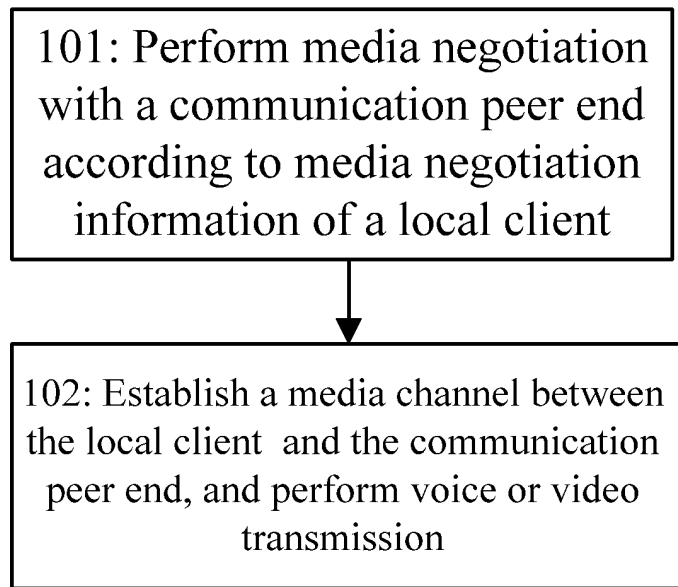 101: Perform media negotiation
with a communication peer end
according to media negotiation
information of a local client
102: Establish a media channel between
the local client and the communication
peer end, and perform voice or video
transmission